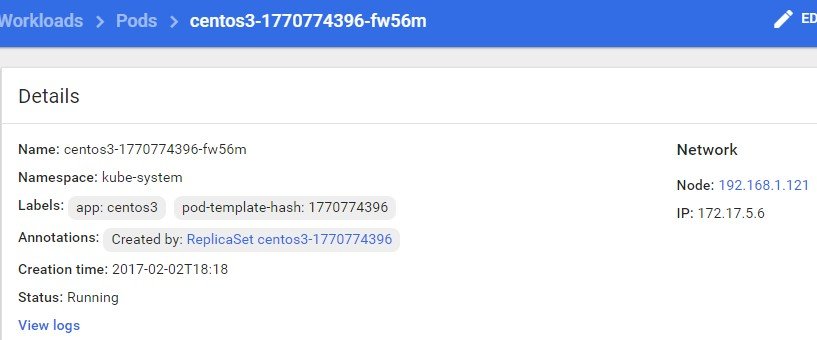 Workloads > Pods > centos3-1770774396-fw56m ED
Details
Name: centos3-1770774396-fw56m
Namespace: kube-system
Labels: app: centos3 pod-template-hash: 1770774396
Annotations: Created by: ReplicaSet centos3-1770774396
Creation time: 2017-02-02T18:18
Status: Running
View logs
Network
Node: 192.168.1.121
IP: 172.17.5.6